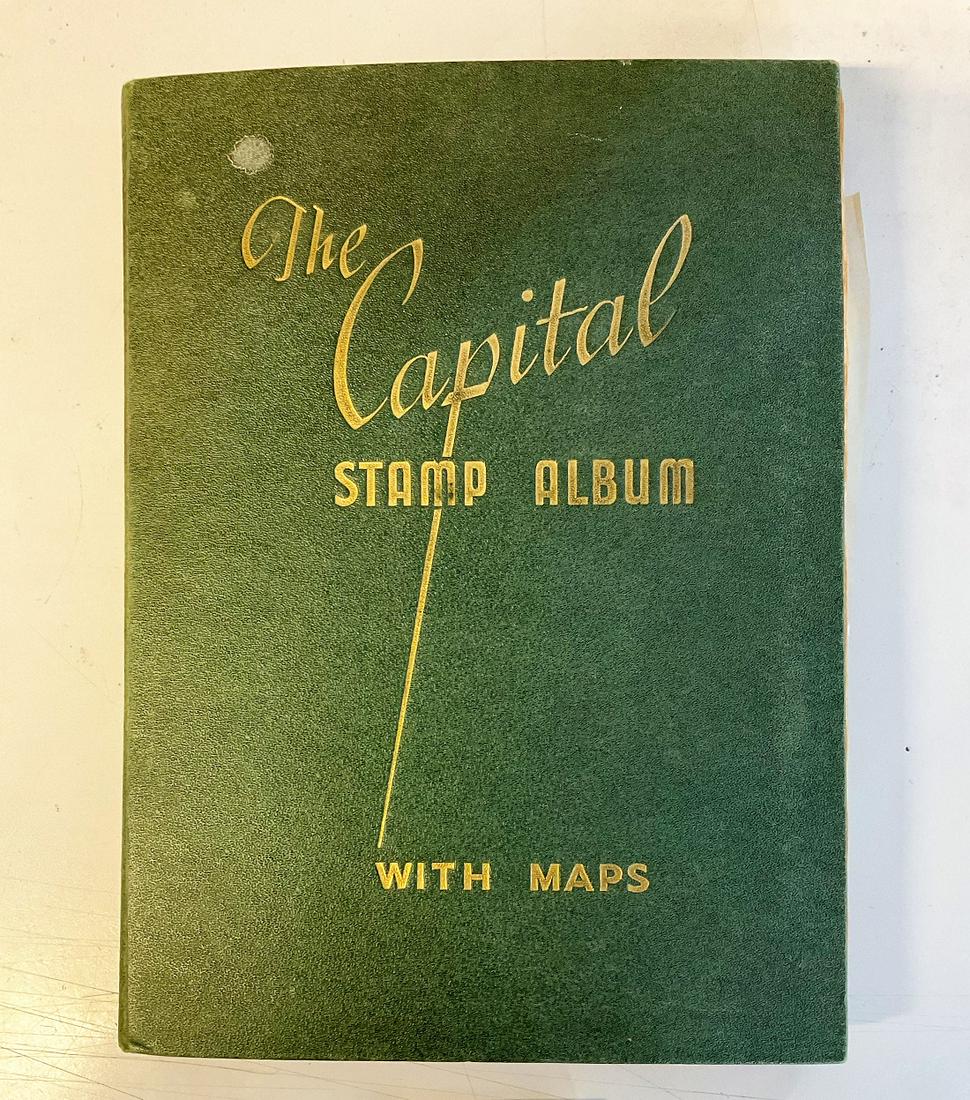 The
Capital
STAMP ALBUM
WITH MAPS